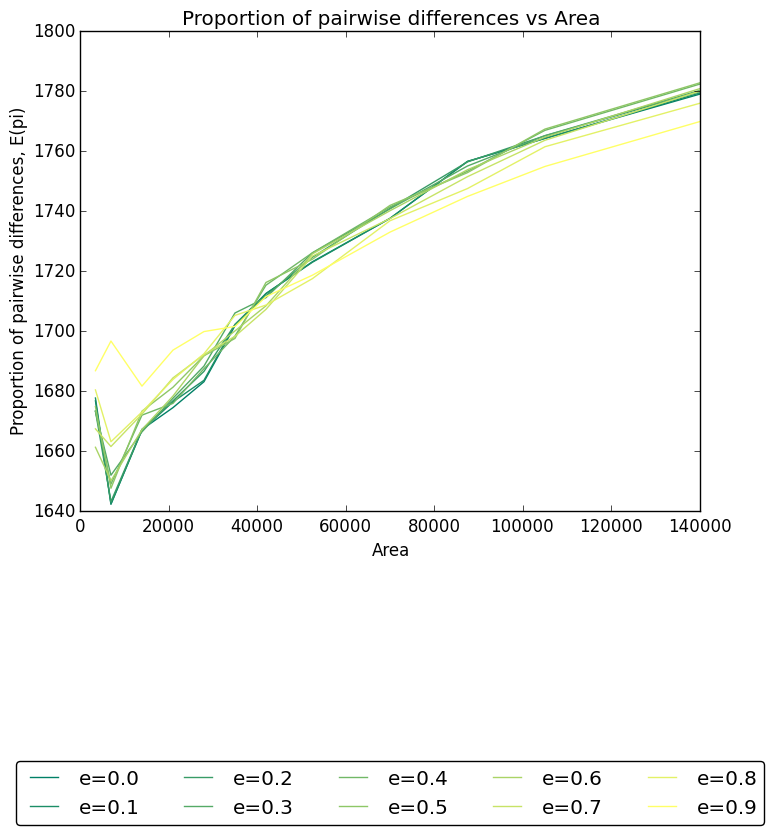 Proportion of pairwise differences vs Area
Proportion of pairwise differences, E(pi)
1800
1780
1760
1740
1720
1700
1680
1660
1640
0 20000 40000 60000 80000 100000 120000 140000
Area
e=0.0 e=0.2 e=0.4 e=0.6 e=0.8
e=0.1 e=0.3 e=0.5 e=0.7 e=0.9